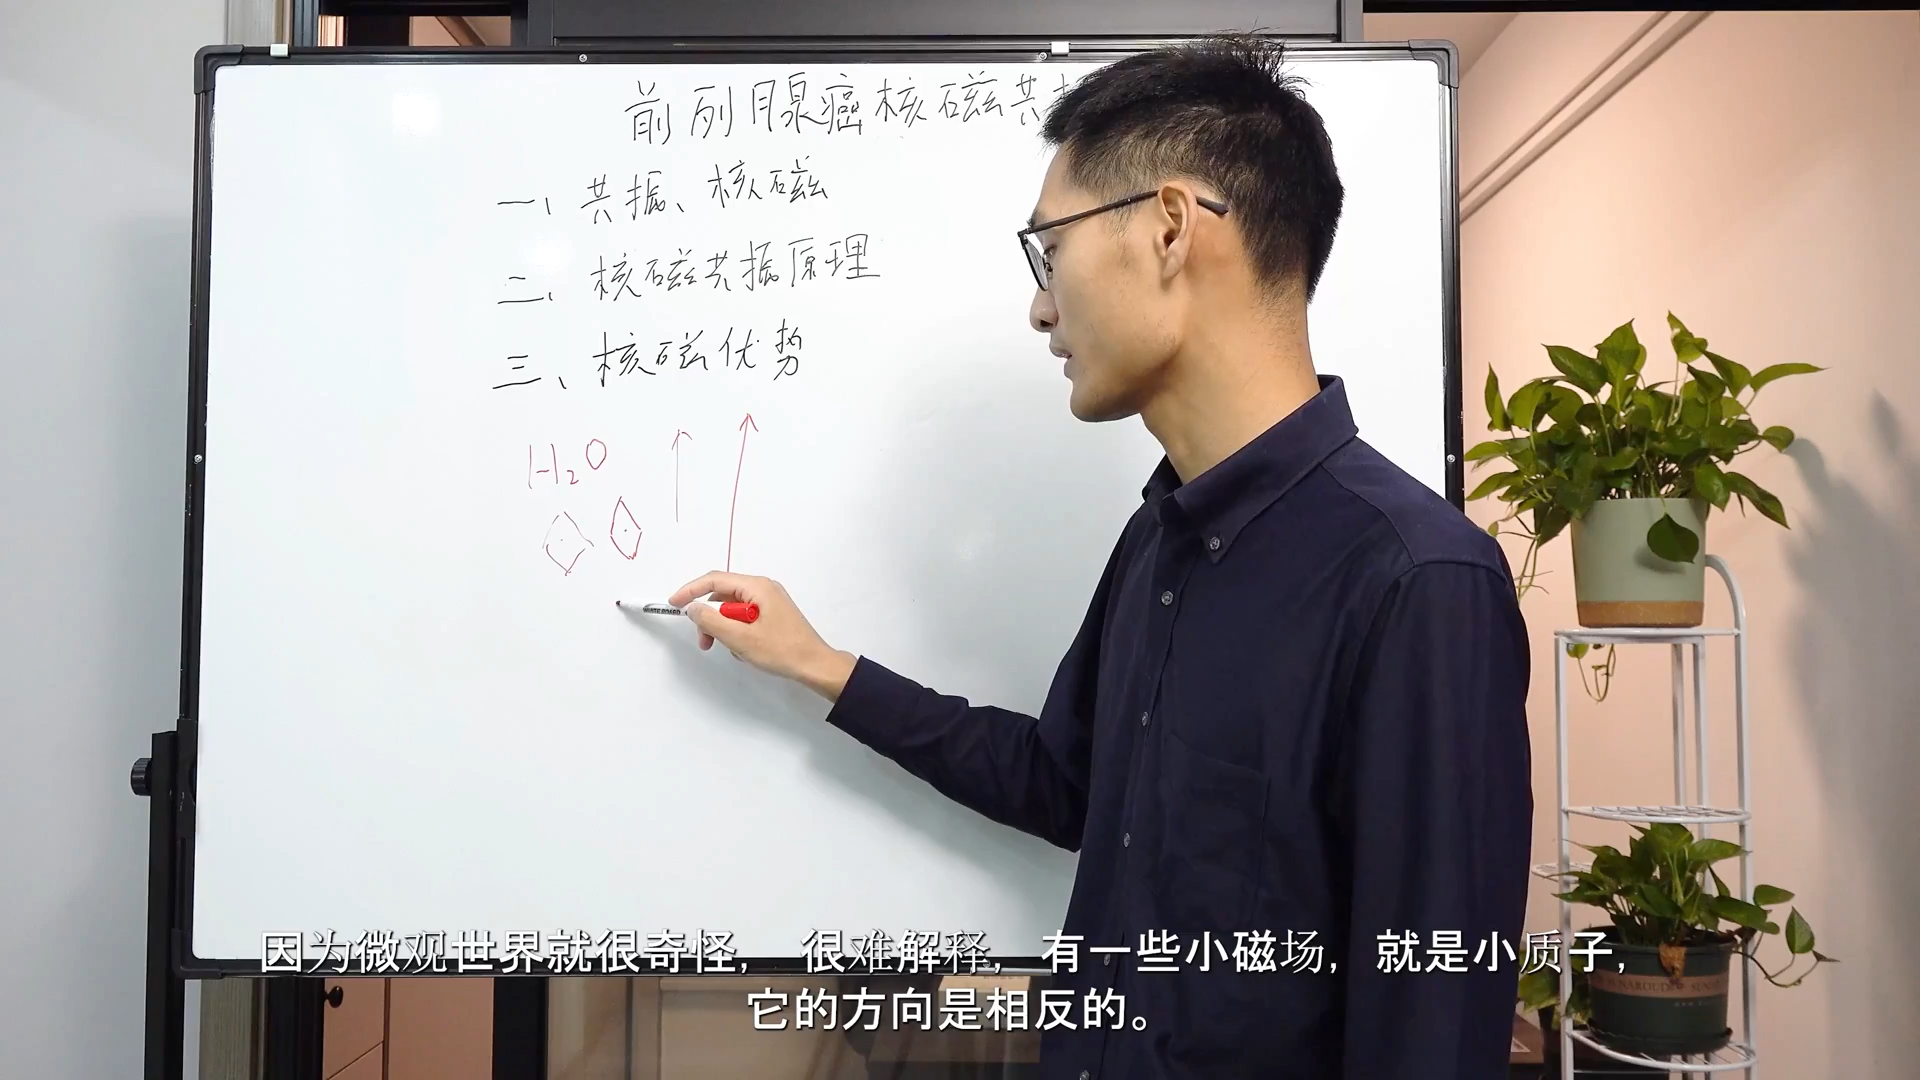 前列腺癌核磁共
一、共振、核磁
二、核磁共振原理
三、核磁优势
H₂O
因为微观世界就很奇怪， 很难解释，有一些小磁场，就是小质子，
它的方向是相反的。